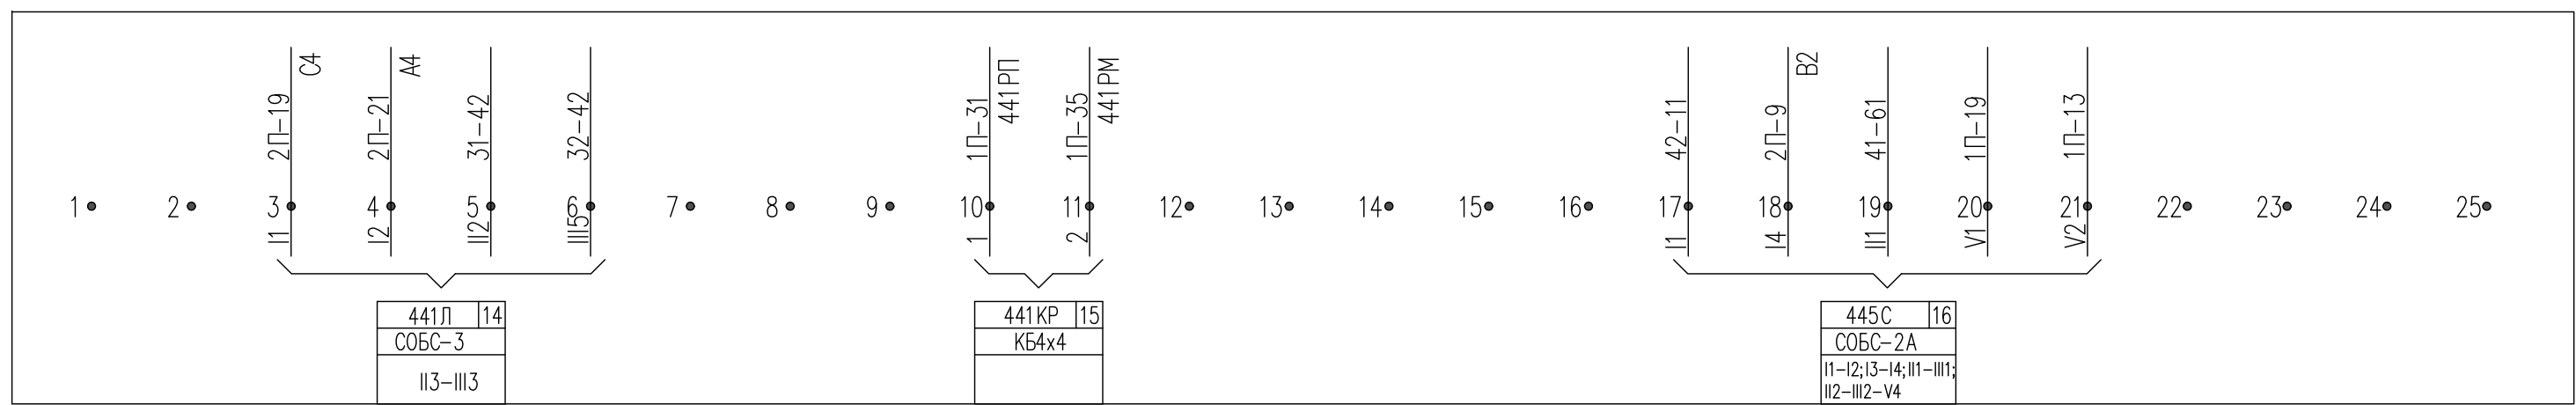 С4
А4
441РП
441РМ
В2
2П-19
2П-21
31-42
32-42
1П-31
1П-35
42-11
2П-9
41-61
1П-19
1П-13
1 2 3 4 5 6 7 8 9 10 11 12 13 14 15 16 17 18 19 20 21 22 23 24 25
I1
I2
II2
III5
1
2
I1
I4
II1
V1
V2
441Л 14
СОБС-3
II3-III3
441КР 15
КБ4х4
445С 16
СОБС-2А
I1-I2;I3-I4;II1-III1;
II2-III2-V4